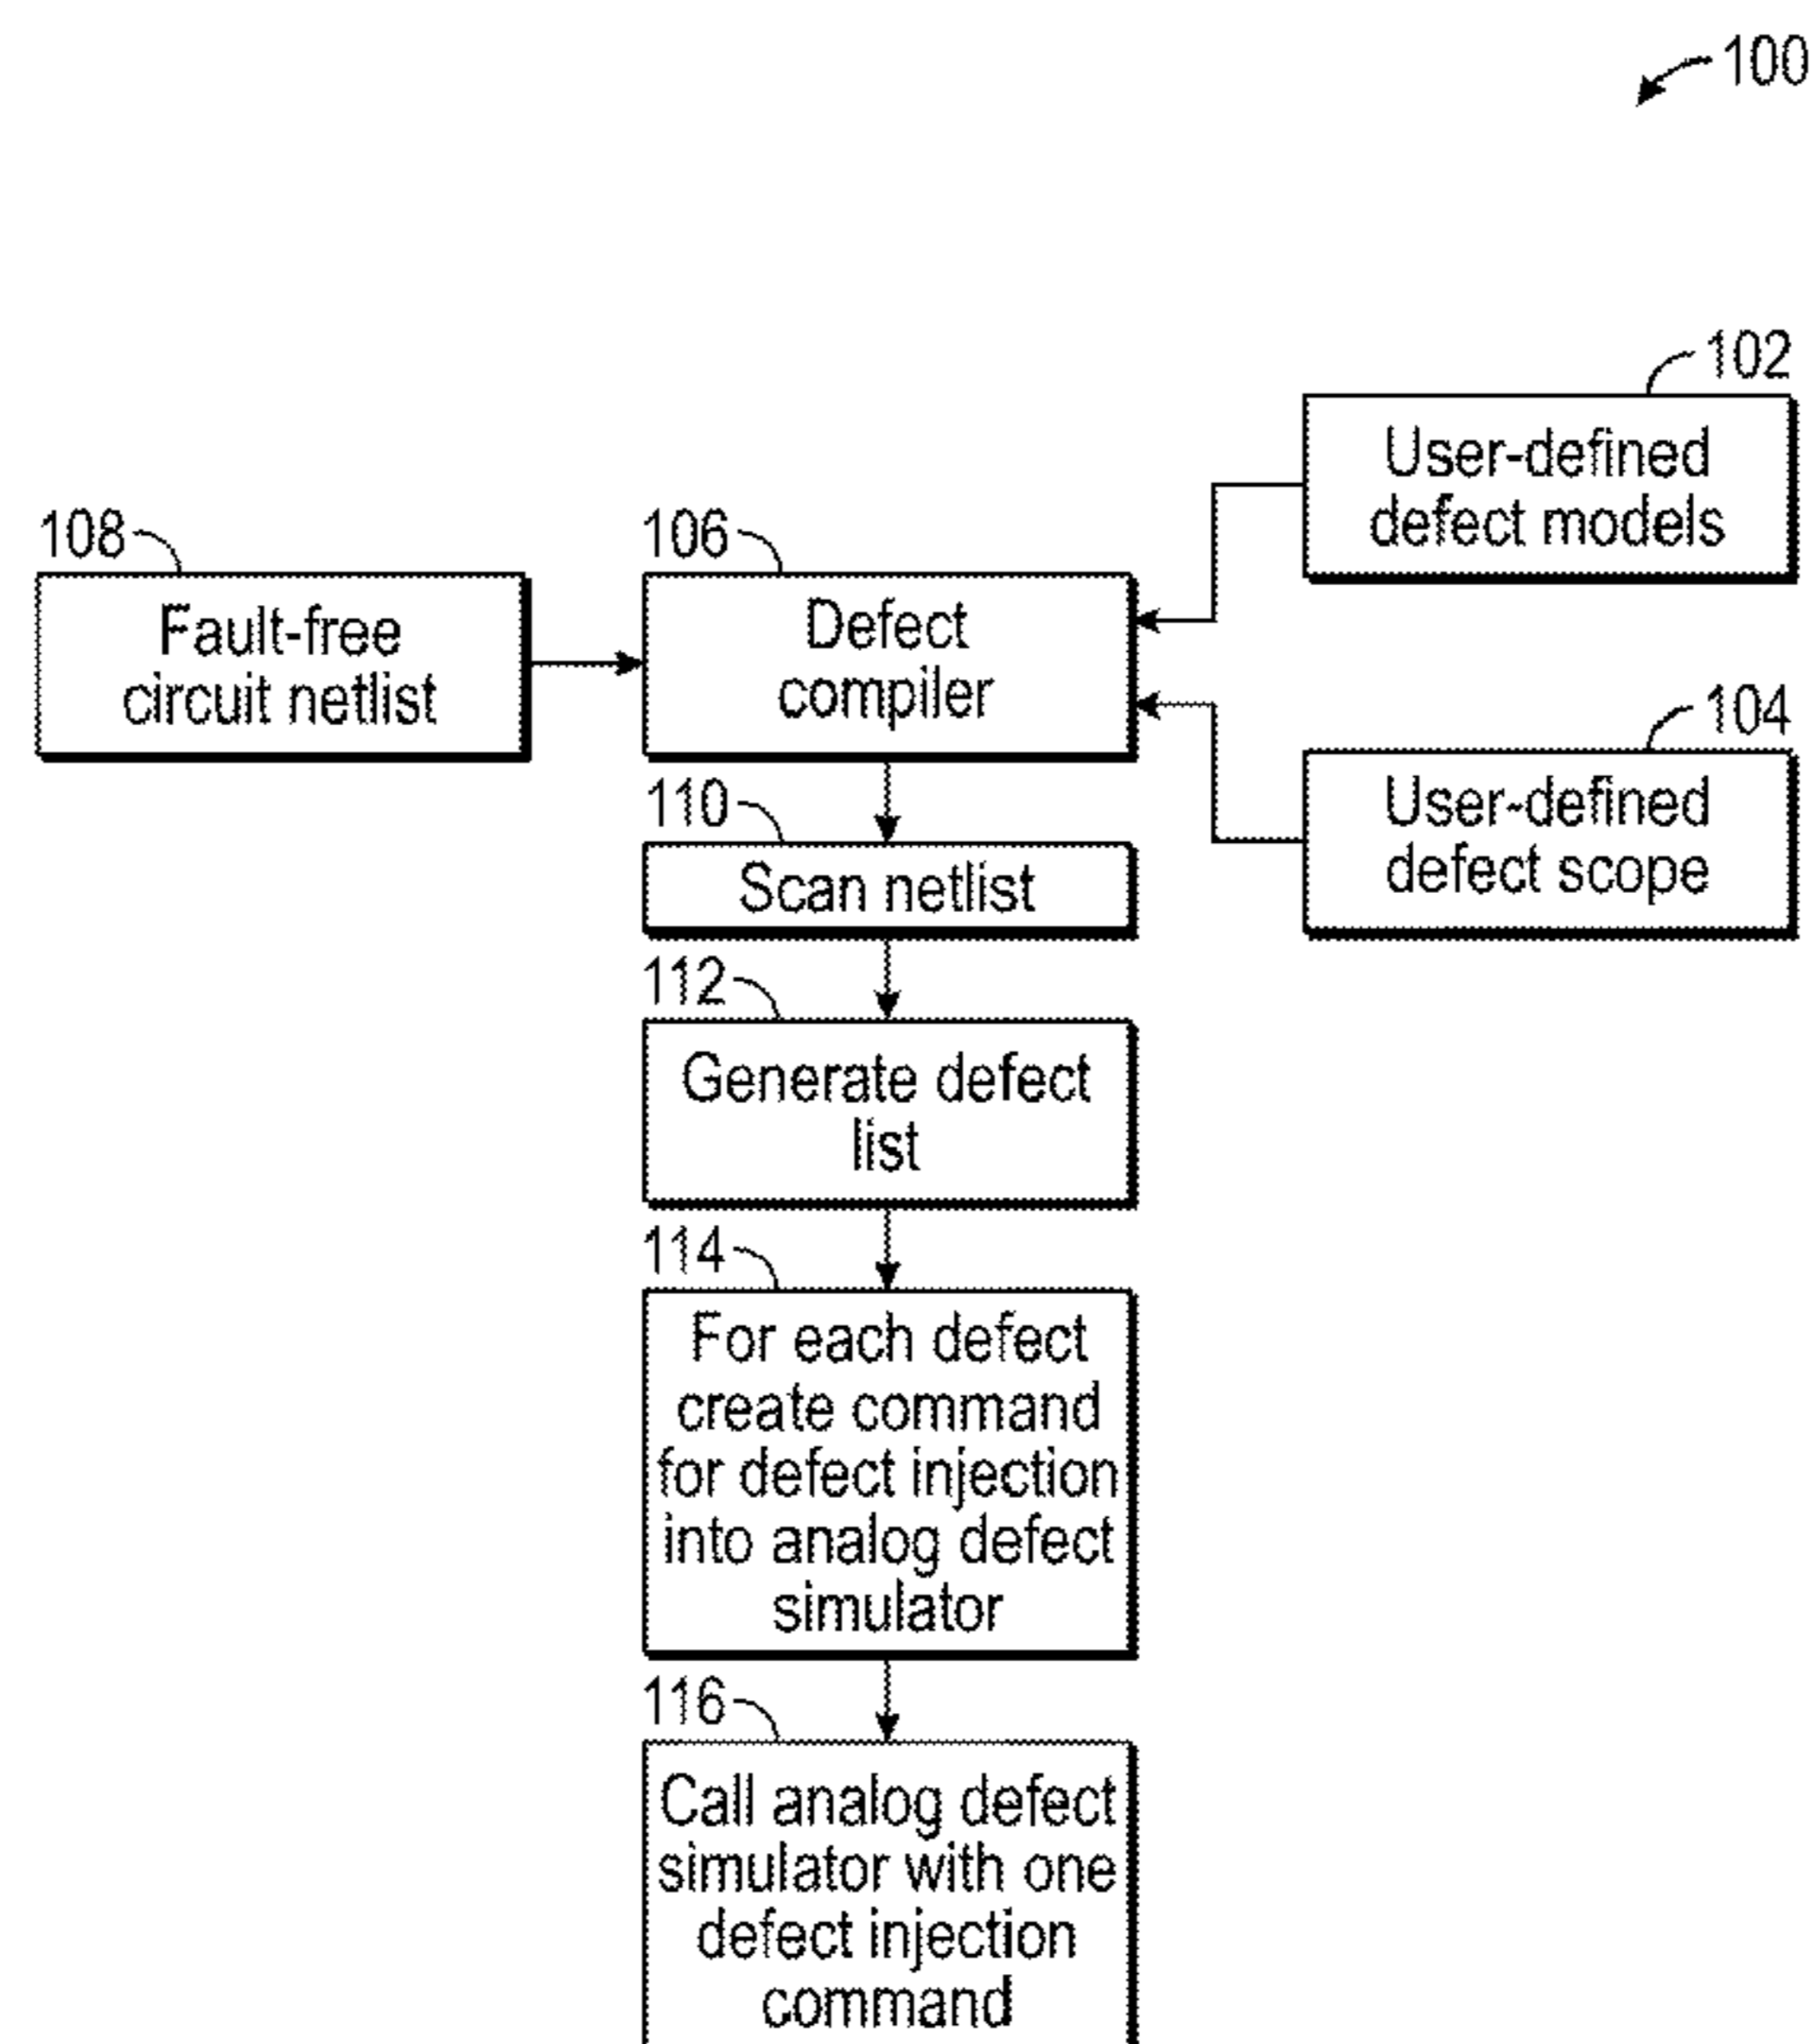 100
102
User-defined
defect models
108
Fault-free
circuit netlist
106
Defect
compiler
104
User-defined
defect scope
110
Scan netlist
112
Generate defect
list
114
For each defect
create command
for defect injection
into analog defect
simulator
116
Call analog defect
simulator with one
defect injection
command